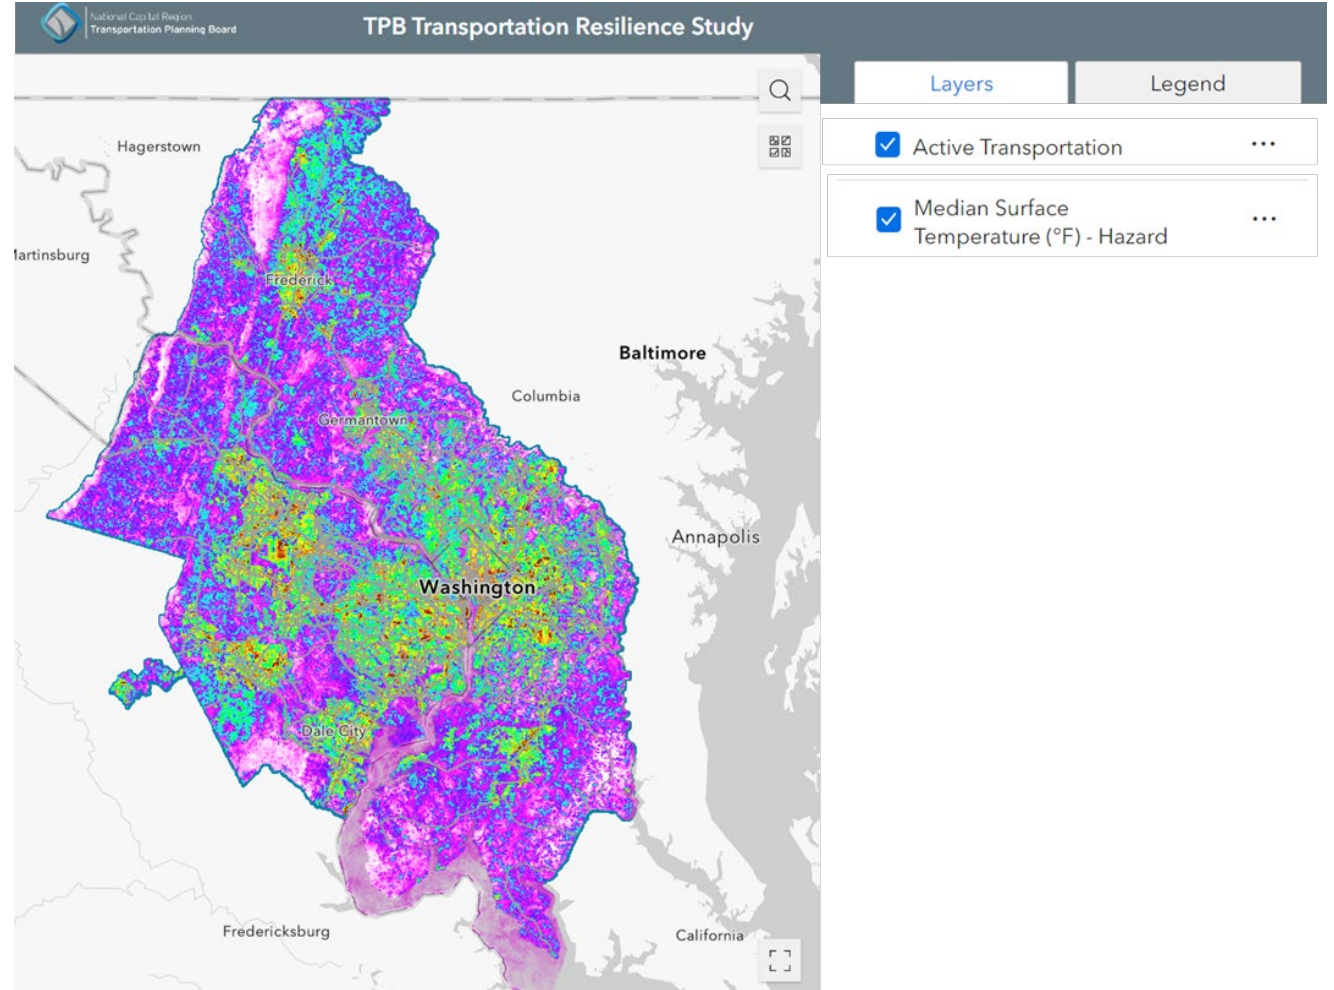 National Capital Region
Transportation Planning Board
TPB Transportation Resilience Study
Layers
Legend
Active Transportation
Median Surface
Temperature (°F) - Hazard
Hagerstown
Martinsburg
Frederick
Baltimore
Columbia
Germantown
Annapolis
Washington
Dale City
Fredericksburg
California